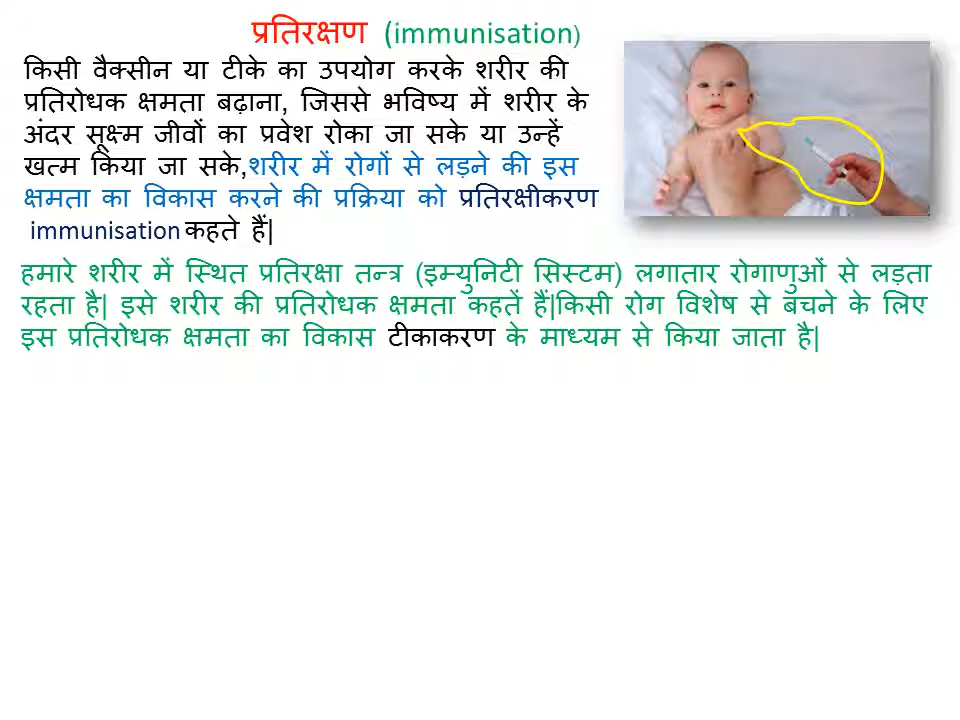 प्रतिरक्षण (immunisation)
किसी वैक्सीन या टीके का उपयोग करके शरीर की
प्रतिरोधक क्षमता बढ़ाना, जिससे भविष्य में शरीर के
अंदर सूक्ष्म जीवों का प्रवेश रोका जा सके या उन्हें
खत्म किया जा सके,शरीर में रोगों से लड़ने की इस
क्षमता का विकास करने की प्रक्रिया को प्रतिरक्षीकरण
immunisation कहते हैं|
हमारे शरीर में स्थित प्रतिरक्षा तन्त्र (इम्युनिटी सिस्टम) लगातार रोगाणुओं से लड़ता
रहता है| इसे शरीर की प्रतिरोधक क्षमता कहतें हैं|किसी रोग विशेष से बचने के लिए
इस प्रतिरोधक क्षमता का विकास टीकाकरण के माध्यम से किया जाता है|